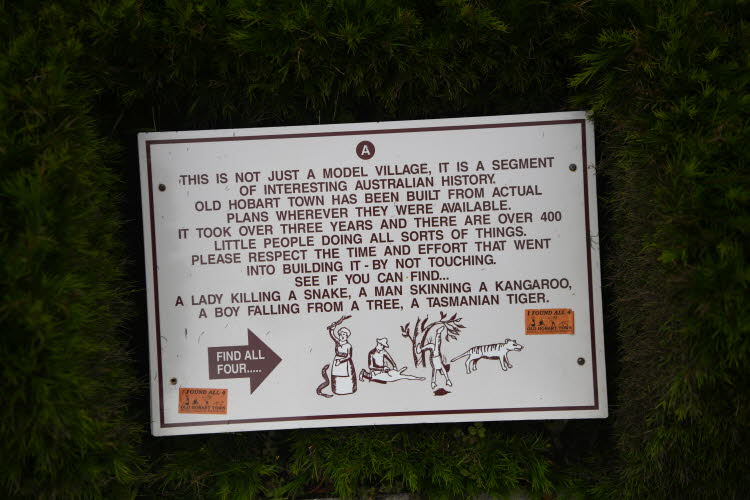 A
THIS IS NOT JUST A MODEL VILLAGE, IT IS A SEGMENT
OF INTERESTING AUSTRALIAN HISTORY.
OLD HOBART TOWN HAS BEEN BUILT FROM ACTUAL
PLANS WHEREVER THEY WERE AVAILABLE.
IT TOOK OVER THREE YEARS AND THERE ARE OVER 400
LITTLE PEOPLE DOING ALL SORTS OF THINGS.
PLEASE RESPECT THE TIME AND EFFORT THAT WENT
INTO BUILDING IT - BY NOT TOUCHING.
SEE IF YOU CAN FIND...
A LADY KILLING A SNAKE, A MAN SKINNING A KANGAROO,
A BOY FALLING FROM A TREE, A TASMANIAN TIGER.
I FOUND ALL 4
OLD HOBART TOWN
FIND ALL
FOUR.....
I FOUND ALL 4
OLD HOBART TOWN